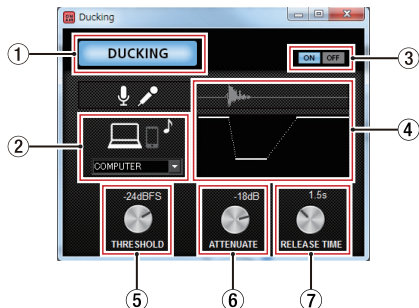 Ducking
① DUCKING ON OFF ③
② COMPUTER ④
-24dBFS -18dB 1.5s
THRESHOLD ATTENUATE RELEASE TIME
⑤ ⑥ ⑦